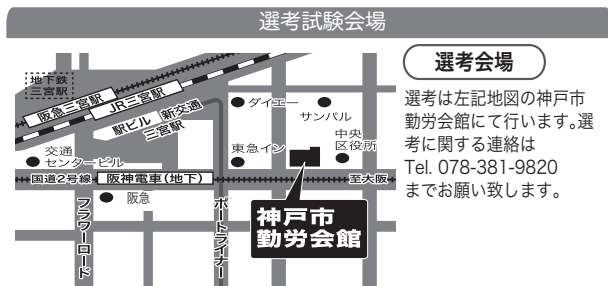 選考試験会場
地下鉄
三宮駅
阪急三宮駅
JR三宮駅
駅ビル
新交通
三宮駅
ダイエー
サンパル
交通
センタービル
東急イン
中央
区役所
国道2号線
阪神電車(地下)
至大阪
阪急
フラワーロード
ポートライナー
神戸市
勤労会館
選考会場
選考は左記地図の神戸市
勤労会館にて行います。選
考に関する連絡は
Tel. 078-381-9820
までお願い致します。